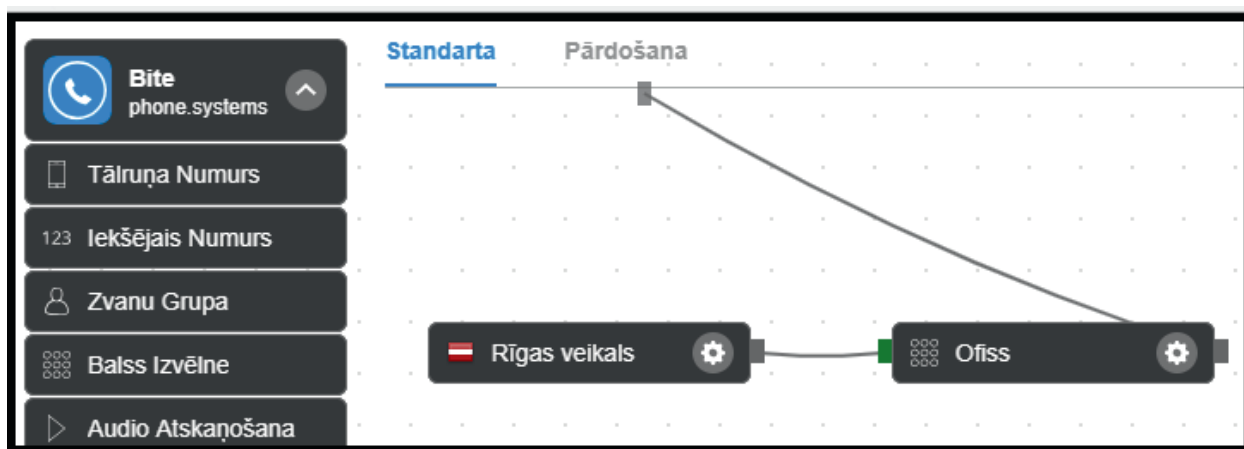 Bite
phone.systems
Tālruņa Numurs
123 Iekšējais Numurs
Zvanu Grupa
Balss Izvēlne
Audio Atskaņošana
Standarta Pārdošana
Rīgas veikals
Ofiss